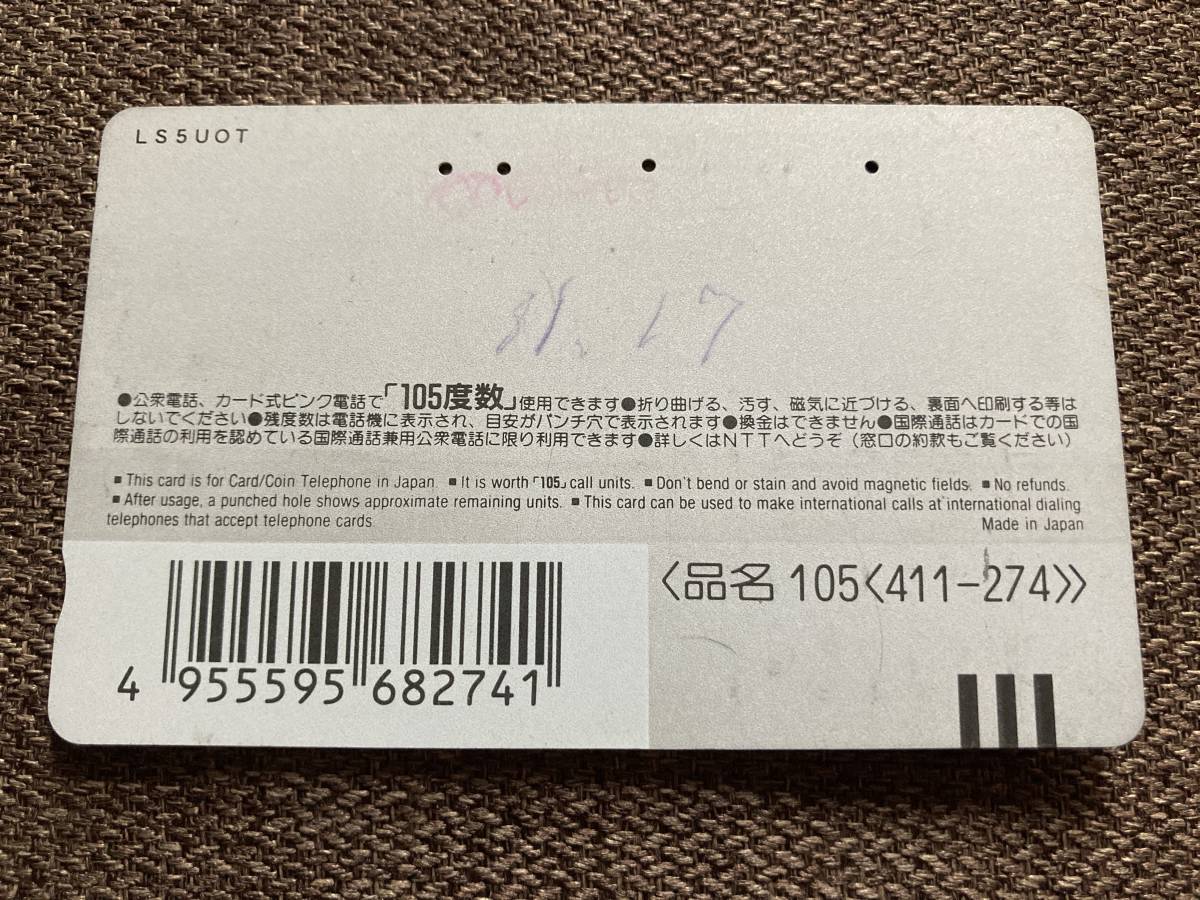 LS5UOT
●公衆電話、カード式ピンク電話で「105度数」使用できます●折り曲げる、汚す、磁気に近づける、裏面へ印刷する等は
しないでください●残度数は電話機に表示され、目安がパンチ穴で表示されます●換金はできません●国際通話はカードでの国
際通話の利用を認めている国際通話兼用公衆電話に限り利用できます●詳しくはNTTへどうぞ（窓口の約款もご覧ください）
■ This card is for Card/Coin Telephone in Japan. ■ It is worth「105」call units. ■ Don't bend or stain and avoid magnetic fields. ■ No refunds.
■ After usage, a punched hole shows approximate remaining units. ■ This card can be used to make international calls at international dialing
telephones that accept telephone cards.
Made in Japan
〈品名 105〈411-274〉〉
4 955595 682741